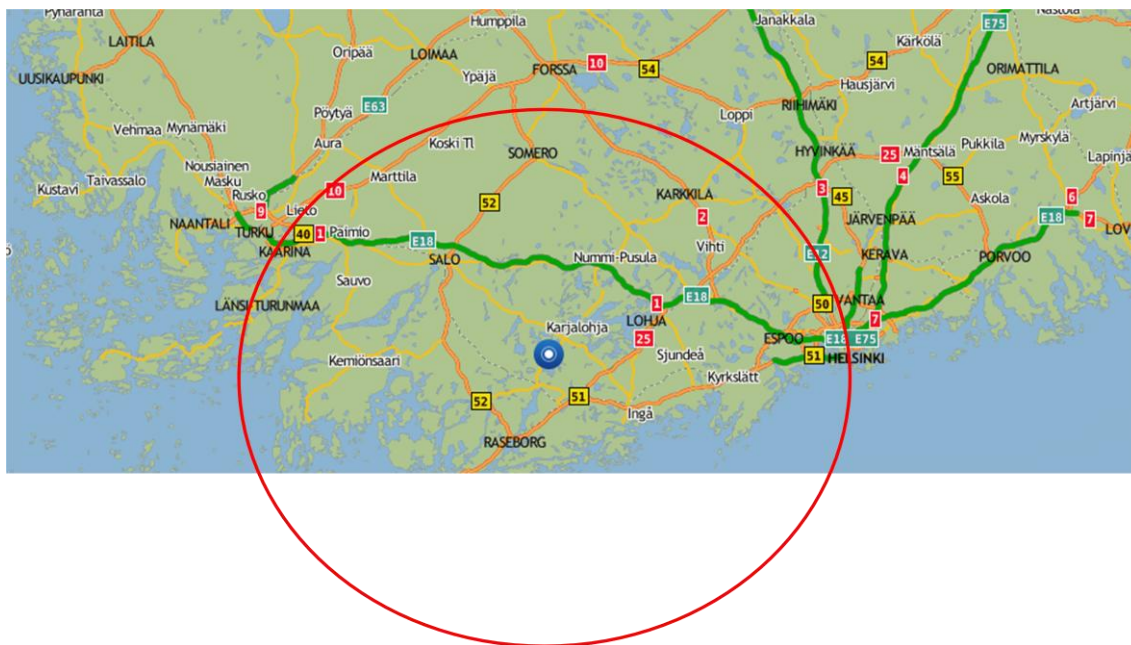 Pyhäranta
Humppila
Janakkala
E75
Nastola
LAITILA
Oripää
LOIMAA
Kärkölä
UUSIKAUPUNKI
Ypäjä
FORSSA
10
54
54
ORIMATTILA
Hausjärvi
E63
Pöytyä
RIIHIMÄKI
Loppi
Artjärvi
Vehmaa
Mynämäki
Aura
Koski Tl
Pukkila
Myrskylä
Nousiainen
SOMERO
HYVINKÄÄ
25
Mäntsälä
Lapinjä
Masku
Taivassalo
Kustavi
Rusko
10
Marttila
KARKKILA
3
45
4
55
Askola
6
9
Lieto
52
2
JÄRVENPÄÄ
E18
7
NAANTALI
TURKU
40
1
Paimio
E18
Vihti
LOV
KAARINA
SALO
Nummi-Pusula
KERAVA
PORVOO
Sauvo
LÄNSI TURUNMAA
1
E18
50
VANTAA
Karjalohja
LOHJA
7
25
ESPOO
E18
E75
Kemiönsaari
Sjundeå
51
HELSINKI
Kyrkslätt
52
51
Ingå
RASEBORG